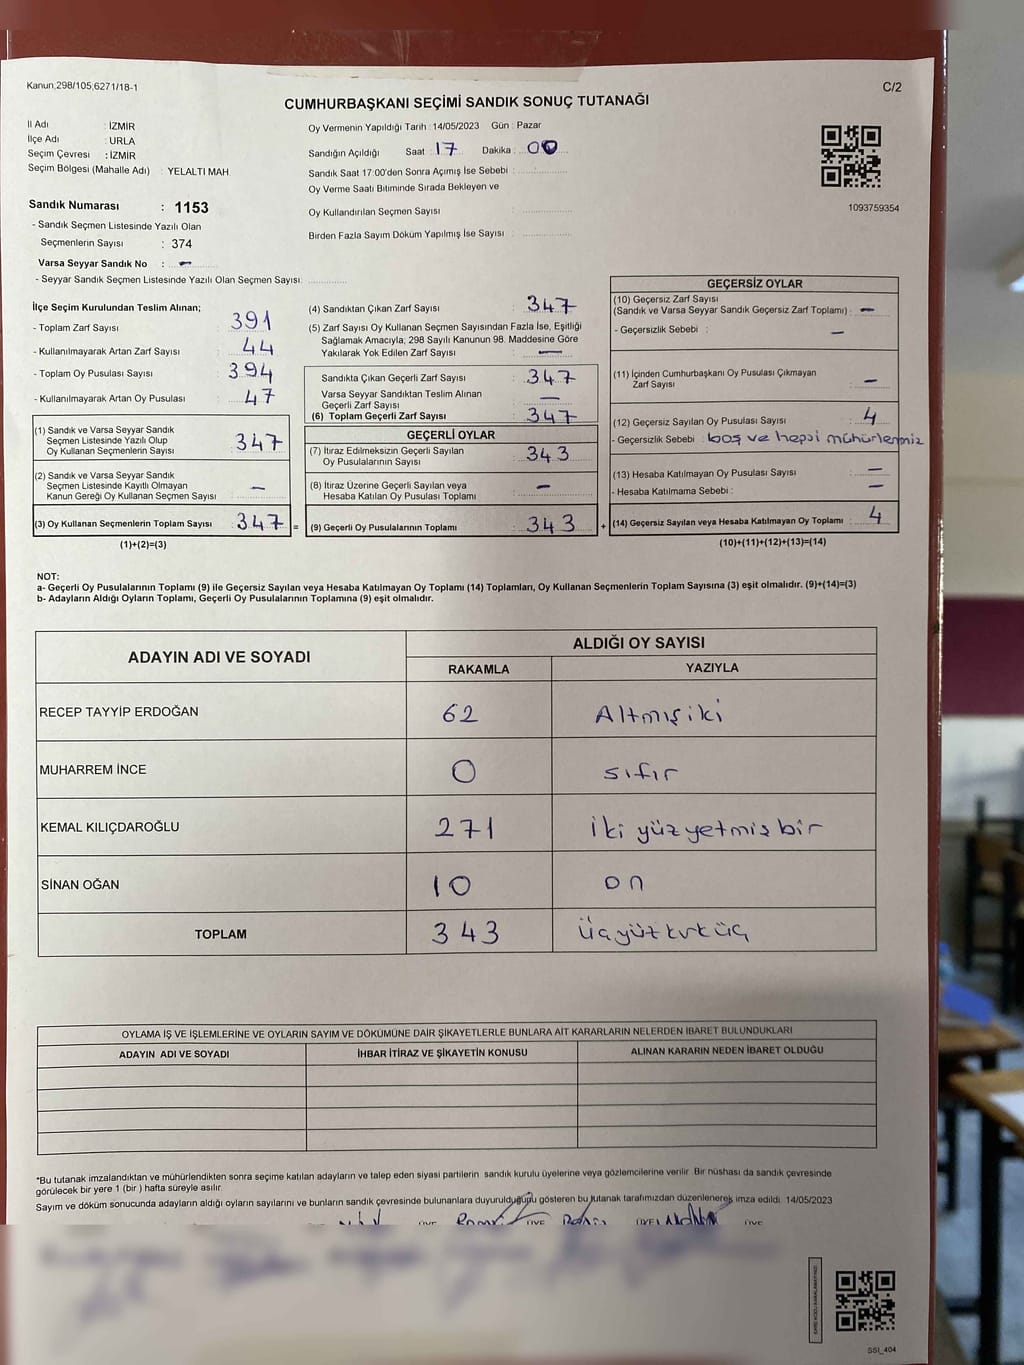 Kanun,298/105,6271/18-1
C/2
CUMHURBAŞKANI SEÇİMİ SANDIK SONUÇ TUTANAĞI
İl Adı : İZMİR
İlçe Adı : URLA
Seçim Çevresi : İZMİR
Seçim Bölgesi (Mahalle Adı) : YELALTI MAH.
Sandık Numarası : 1153
- Sandık Seçmen Listesinde Yazılı Olan
Seçmenlerin Sayısı : 374
Varsa Seyyar Sandık No : -
- Seyyar Sandık Seçmen Listesinde Yazılı Olan Seçmen Sayısı:
Oy Vermenin Yapıldığı Tarih : 14/05/2023 Gün : Pazar
Sandığın Açıldığı Saat : 17 Dakika : 00
Sandık Saat 17:00'den Sonra Açımış İse Sebebi :
Oy Verme Saati Bitiminde Sırada Bekleyen ve
Oy Kullandırılan Seçmen Sayısı :
Birden Fazla Sayım Döküm Yapılmış İse Sayısı :
1093759354
İlçe Seçim Kurulundan Teslim Alınan;
- Toplam Zarf Sayısı : 391
- Kullanılmayarak Artan Zarf Sayısı : 44
- Toplam Oy Pusulası Sayısı : 394
- Kullanılmayarak Artan Oy Pusulası : 47
(1) Sandık ve Varsa Seyyar Sandık
Seçmen Listesinde Yazılı Olup
Oy Kullanan Seçmenlerin Sayısı : 347
(2) Sandık ve Varsa Seyyar Sandık
Seçmen Listesinde Kayıtlı Olmayan
Kanun Gereği Oy Kullanan Seçmen Sayısı : -
(3) Oy Kullanan Seçmenlerin Toplam Sayısı : 347 =
(1)+(2)=(3)
(4) Sandıktan Çıkan Zarf Sayısı : 347
(5) Zarf Sayısı Oy Kullanan Seçmen Sayısından Fazla İse, Eşitliği
Sağlamak Amacıyla, 298 Sayılı Kanunun 98. Maddesine Göre
Yakılarak Yok Edilen Zarf Sayısı : -
Sandıkta Çıkan Geçerli Zarf Sayısı : 347
Varsa Seyyar Sandıktan Teslim Alınan
Geçerli Zarf Sayısı : -
(6) Toplam Geçerli Zarf Sayısı : 347
GEÇERLİ OYLAR
(7) İtiraz Edilmeksizin Geçerli Sayılan
Oy Pusulalarının Sayısı : 343
(8) İtiraz Üzerine Geçerli Sayılan veya
Hesaba Katılan Oy Pusulası Toplamı : -
(9) Geçerli Oy Pusulalarının Toplamı : 343 +
GEÇERSİZ OYLAR
(10) Geçersiz Zarf Sayısı
(Sandık ve Varsa Seyyar Sandık Geçersiz Zarf Toplamı) : -
- Geçersizlik Sebebi : -
(11) İçinden Cumhurbaşkanı Oy Pusulası Çıkmayan
Zarf Sayısı : -
(12) Geçersiz Sayılan Oy Pusulası Sayısı : 4
- Geçersizlik Sebebi : boş ve hepsi mühürlenmiz
(13) Hesaba Katılmayan Oy Pusulası Sayısı : -
- Hesaba Katılmama Sebebi : -
(14) Geçersiz Sayılan veya Hesaba Katılmayan Oy Toplamı : 4
(10)+(11)+(12)+(13)=(14)
NOT:
a- Geçerli Oy Pusulalarının Toplamı (9) ile Geçersiz Sayılan veya Hesaba Katılmayan Oy Toplamı (14) Toplamları, Oy Kullanan Seçmenlerin Toplam Sayısına (3) eşit olmalıdır. (9)+(14)=(3)
b- Adayların Aldığı Oyların Toplamı, Geçerli Oy Pusulalarının Toplamına (9) eşit olmalıdır.
ADAYIN ADI VE SOYADI
ALDIĞI OY SAYISI
RAKAMLA YAZIYLA
RECEP TAYYİP ERDOĞAN 62 Altmışiki
MUHARREM İNCE 0 sıfır
KEMAL KILIÇDAROĞLU 271 iki yüzyetmişbir
SİNAN OĞAN 10 on
TOPLAM 343 Üçyüzkırküç
OYLAMA İŞ VE İŞLEMLERİNE VE OYLARIN SAYIM VE DÖKÜMÜNE DAİR ŞİKAYETLERLE BUNLARA AİT KARARLARIN NELERDEN İBARET BULUNDUKLARI
ADAYIN ADI VE SOYADI İHBAR İTİRAZ VE ŞİKAYETİN KONUSU ALINAN KARARIN NEDEN İBARET OLDUĞU
*Bu tutanak imzalandıktan ve mühürlendikten sonra seçime katılan adayların ve talep eden siyasi partilerin sandık kurulu üyelerine veya gözlemcilerine verilir. Bir nüshası da sandık çevresinde
görülecek bir yere 1 (bir ) hafta süreyle asılır.
Sayım ve döküm sonucunda adayların aldığı oyların sayılarını ve bunların sandık çevresinde bulunanlara duyurulduğunu gösteren bu tutanak tarafımızdan düzenlenerek imza edildi. 14/05/2023
SSİ_404